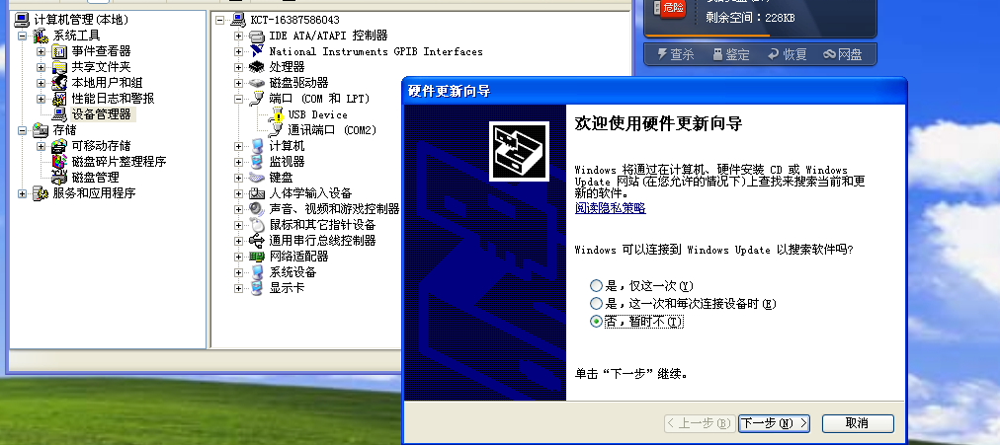 计算机管理(本地)
系统工具
事件查看器
共享文件夹
本地用户和组
性能日志和警报
设备管理器
存储
可移动存储
磁盘碎片整理程序
磁盘管理
服务和应用程序
KCT-16387586043
IDE ATA/ATAPI 控制器
National Instruments GPIB Interfaces
处理器
磁盘驱动器
端口 (COM 和 LPT)
USB Device
通讯端口 (COM2)
计算机
监视器
键盘
人体学输入设备
声音、视频和游戏控制器
鼠标和其它指针设备
通用串行总线控制器
网络适配器
系统设备
显示卡
危险
剩余空间：228KB
查杀
鉴定
恢复
网盘
硬件更新向导
欢迎使用硬件更新向导
Windows 将通过在计算机、硬件安装 CD 或 Windows
Update 网站(在您允许的情况下)上查找来搜索当前和更
新的软件。
阅读隐私策略
Windows 可以连接到 Windows Update 以搜索软件吗?
是，仅这一次(Y)
是，这一次和每次连接设备时(E)
否，暂时不(T)
单击“下一步”继续。
< 上一步(B)
下一步(N) >
取消